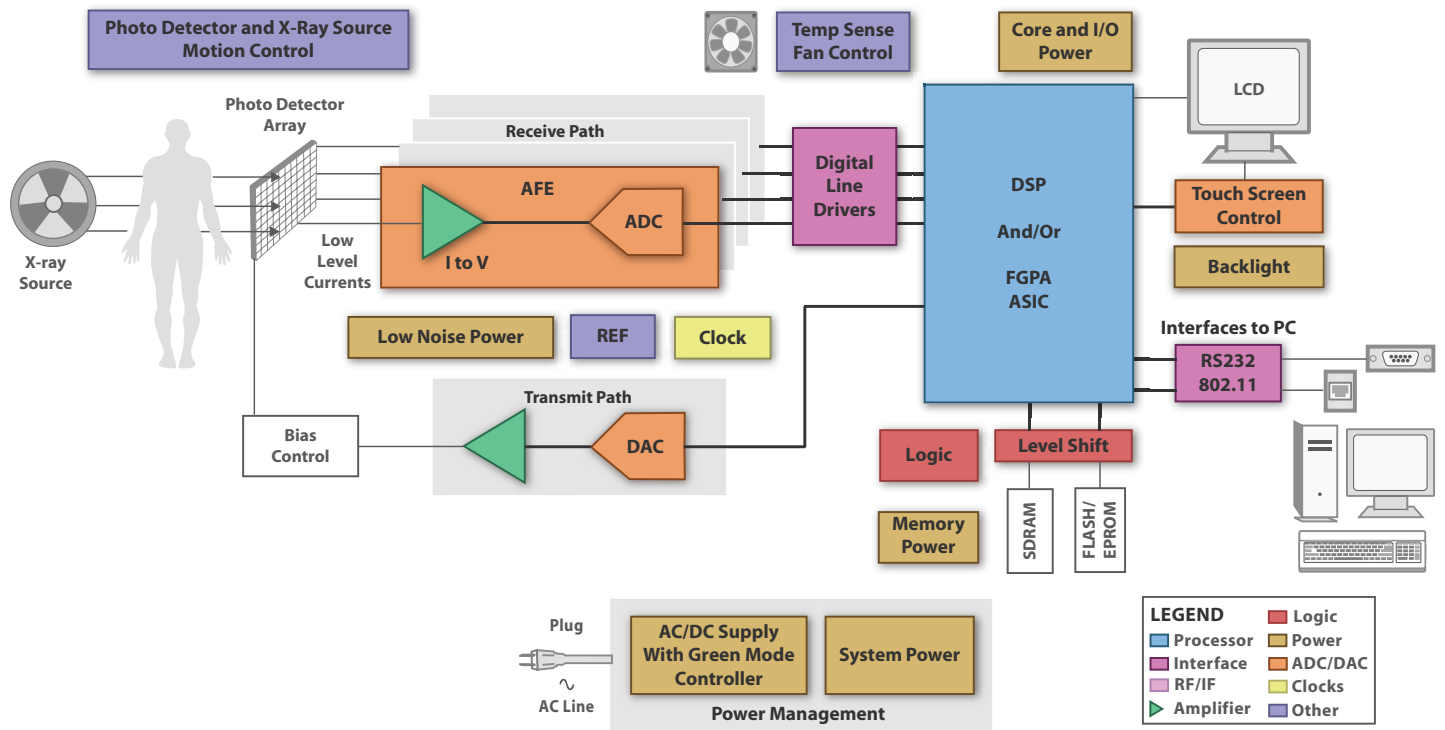 Photo Detector and X-Ray Source
Motion Control
Temp Sense
Fan Control
Core and I/O
Power
LCD
Photo Detector
Array
Receive Path
AFE
ADC
I to V
Digital
Line
Drivers
DSP
And/Or
FGPA
ASIC
Touch Screen
Control
Backlight
X-ray
Source
Low
Level
Currents
Low Noise Power
REF
Clock
Interfaces to PC
RS232
802.11
Transmit Path
DAC
Bias
Control
Logic
Level Shift
Memory
Power
SDRAM
FLASH/
EPROM
Plug
AC Line
AC/DC Supply
With Green Mode
Controller
System Power
Power Management
LEGEND
Processor
Interface
RF/IF
Amplifier
Logic
Power
ADC/DAC
Clocks
Other